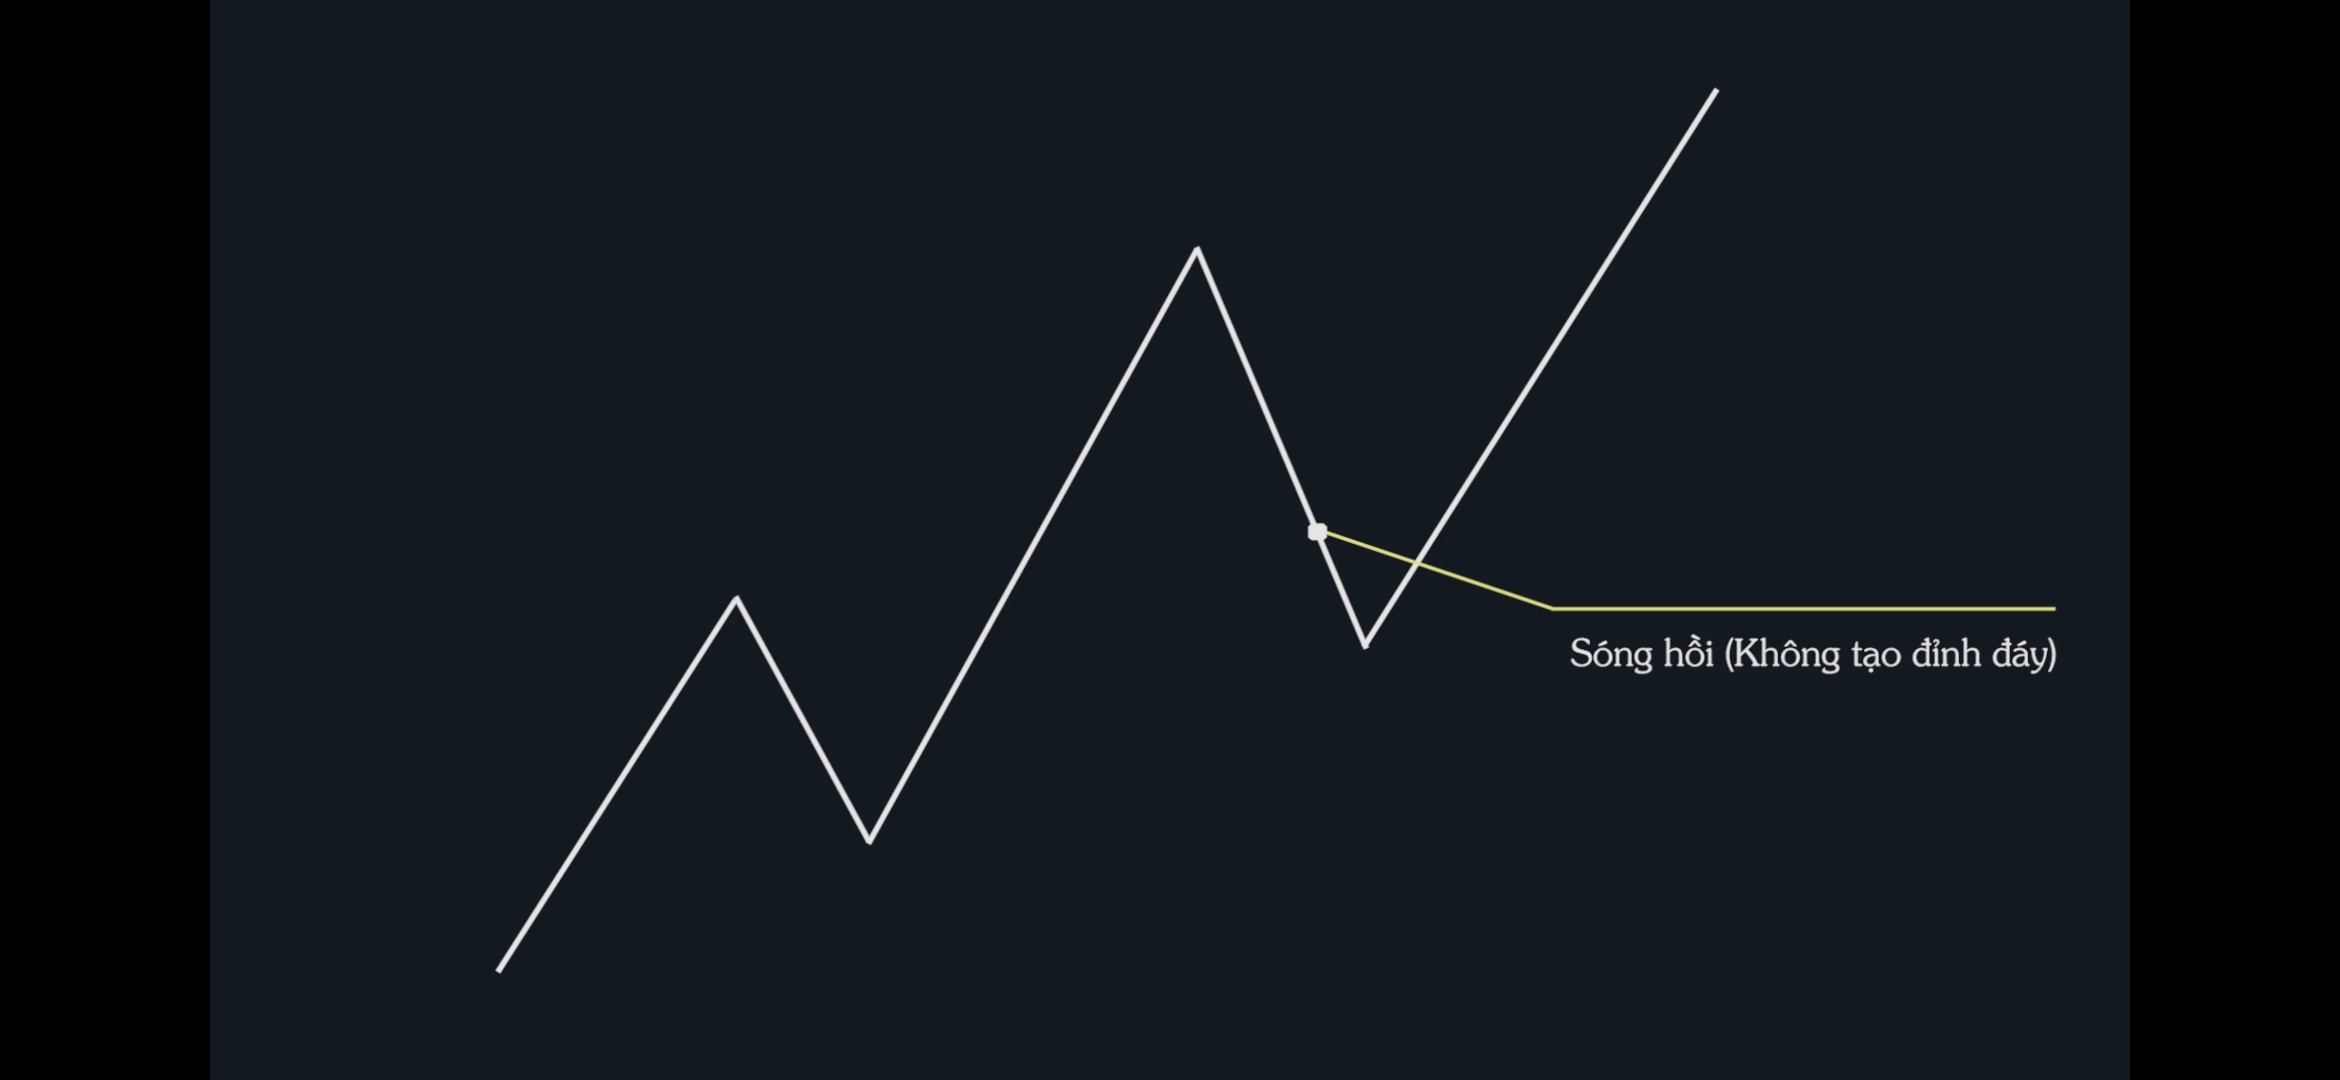 Sóng hồi (Không tạo đỉnh đáy)